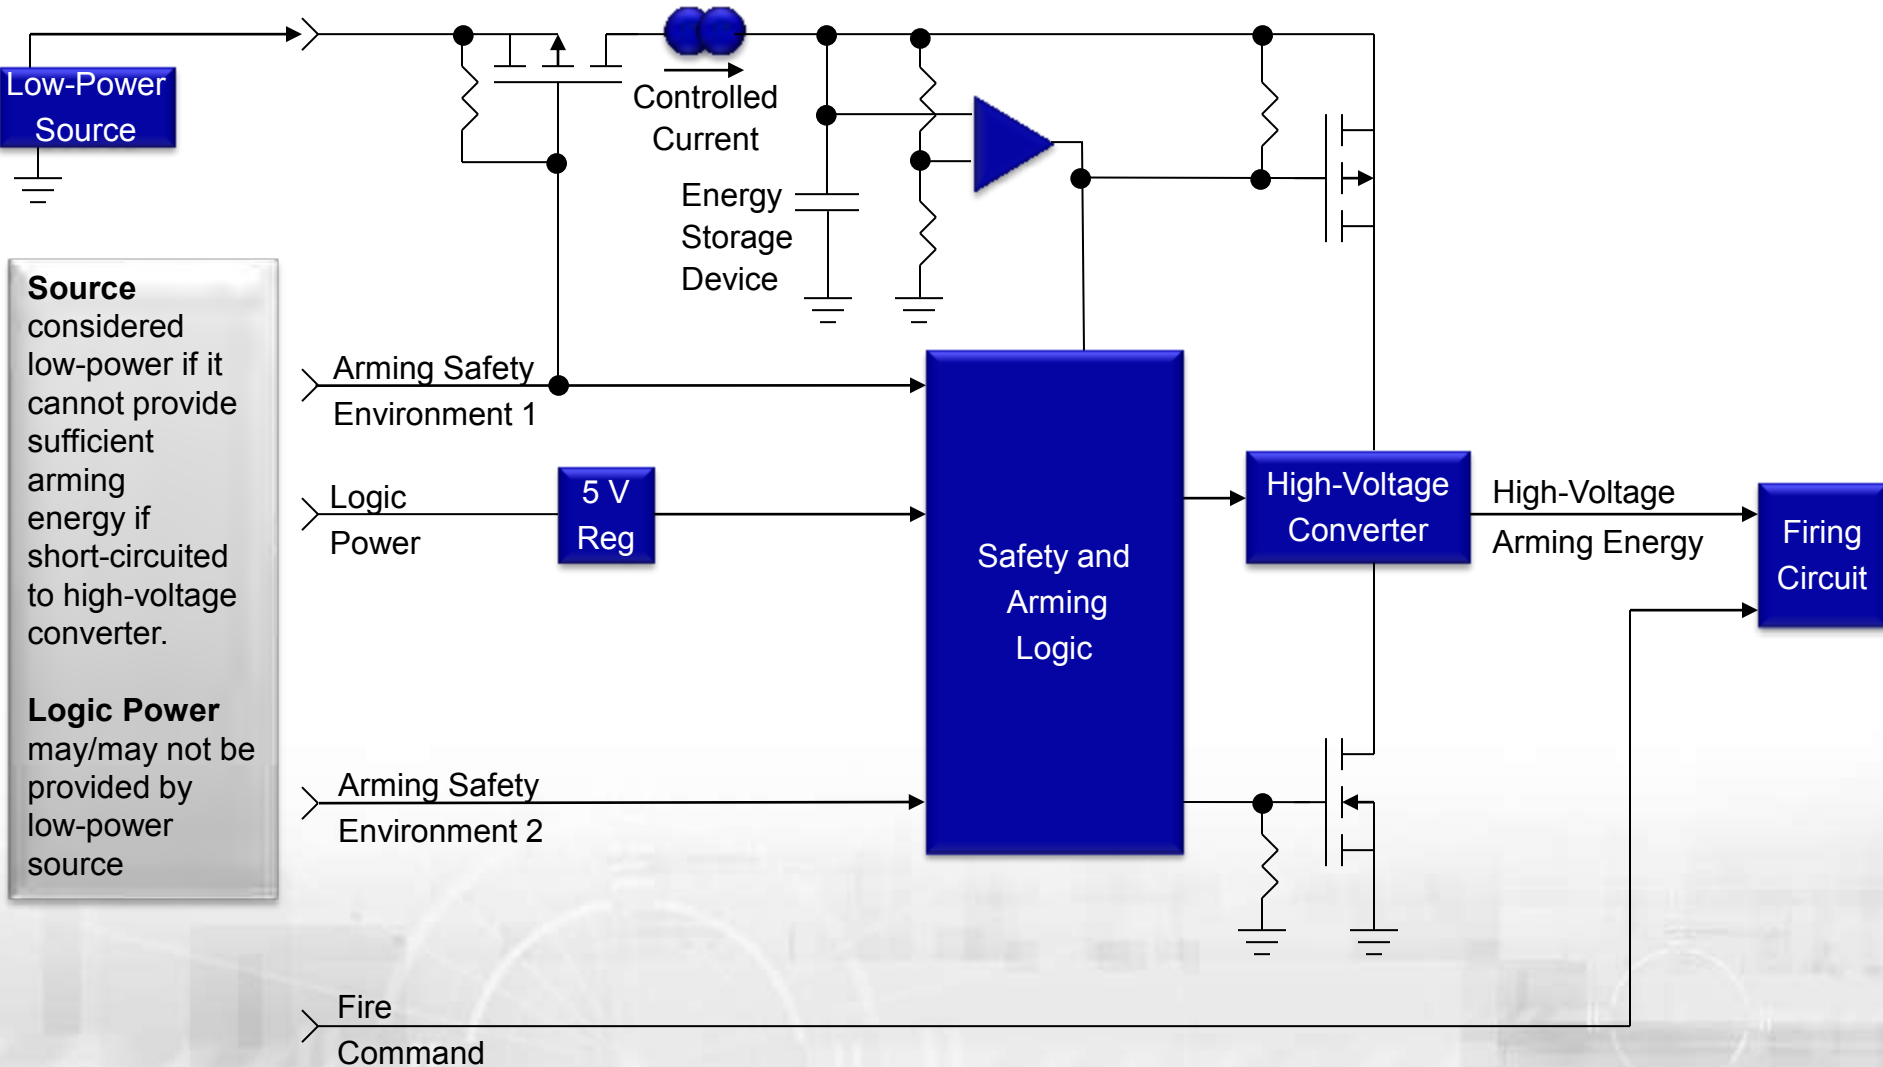 Low-Power
Source
Controlled
Current
Energy
Storage
Device
Source
considered
low-power if it
cannot provide
sufficient
arming
energy if
short-circuited
to high-voltage
converter.
Logic Power
may/may not be
provided by
low-power
source
Arming Safety
Environment 1
Logic
Power
5 V
Reg
Safety and
Arming
Logic
High-Voltage
Converter
High-Voltage
Arming Energy
Firing
Circuit
Arming Safety
Environment 2
Fire
Command